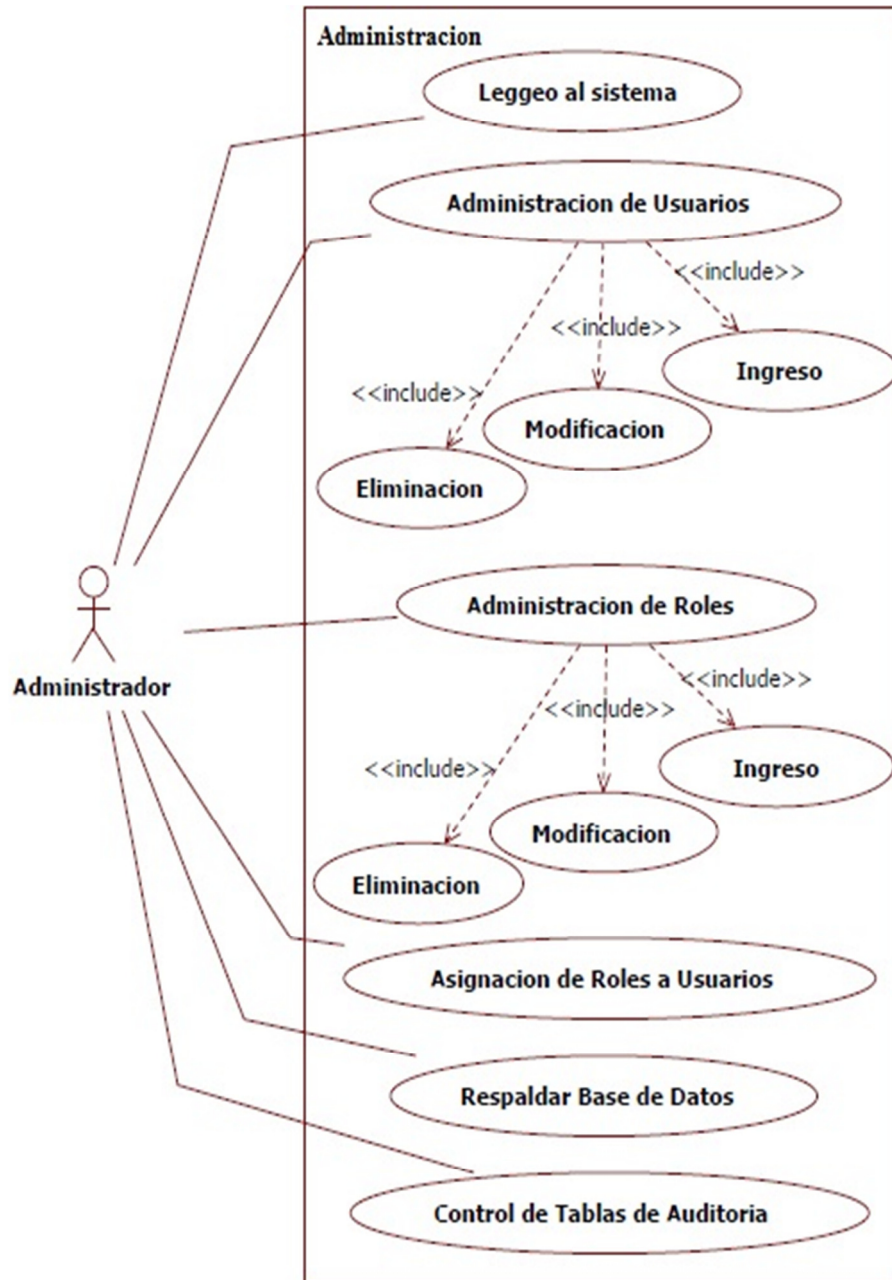 Administracion
Leggeo al sistema
Administracion de Usuarios
<<include>>
<<include>>
Ingreso
<<include>>
Modificacion
Eliminacion
Administracion de Roles
Administrador
<<include>>
<<include>>
<<include>>
Ingreso
Modificacion
Eliminacion
Asignacion de Roles a Usuarios
Respaldar Base de Datos
Control de Tablas de Auditoria